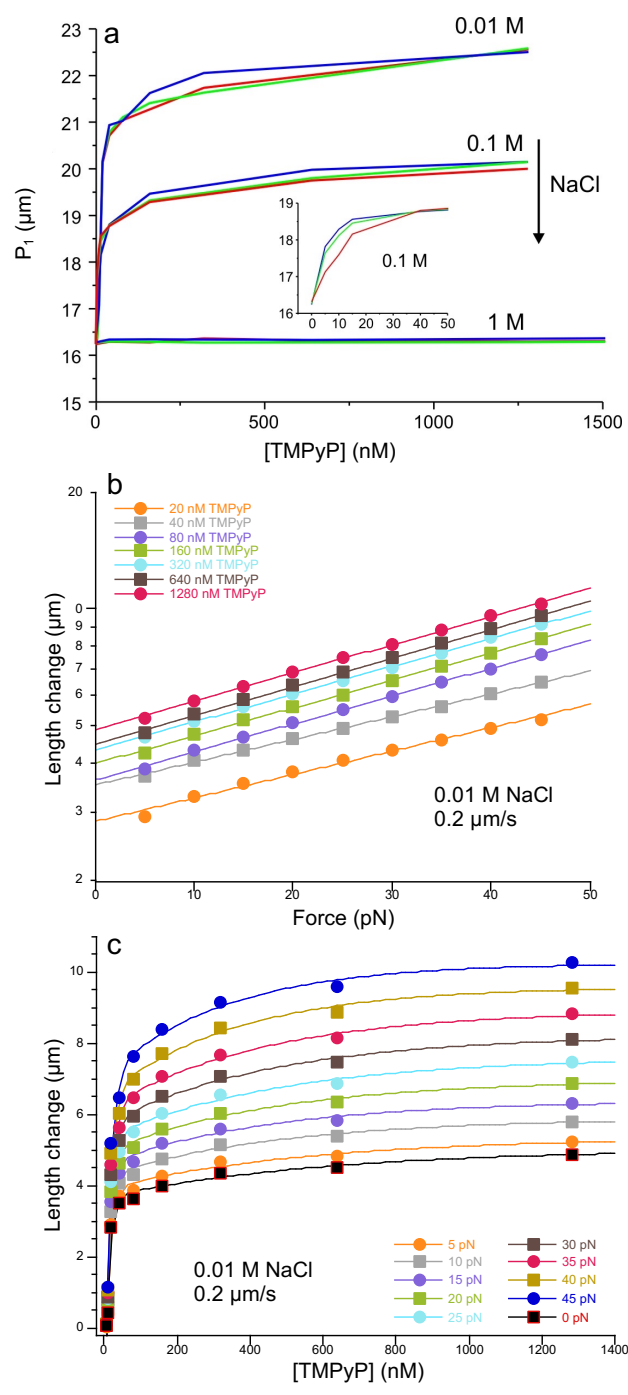 a
23
22
21
20
19
18
17
16
15
P₁ (µm)
0.01 M
0.1 M
NaCl
19
18
17
16
0.1 M
0 10 20 30 40 50
1 M
0 500 1000 1500
[TMPyP] (nM)
b
20
0
9
8
7
6
5
4
3
2
Length change (µm)
20 nM TMPyP
40 nM TMPyP
80 nM TMPyP
160 nM TMPyP
320 nM TMPyP
640 nM TMPyP
1280 nM TMPyP
0.01 M NaCl
0.2 µm/s
0 10 20 30 40 50
Force (pN)
c
10
8
6
4
2
0
Length change (µm)
0.01 M NaCl
0.2 µm/s
5 pN 30 pN
10 pN 35 pN
15 pN 40 pN
20 pN 45 pN
25 pN 0 pN
0 200 400 600 800 1000 1200 1400
[TMPyP] (nM)